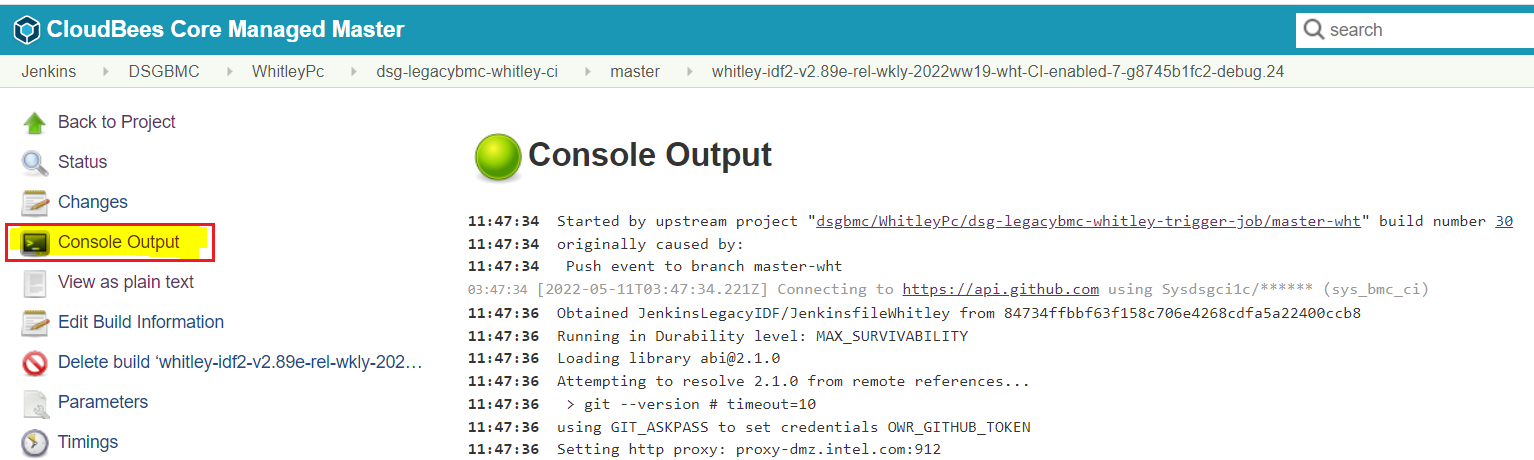 CloudBees Core Managed Master
search
Jenkins DSGBMC WhitleyPc dsg-legacybmc-whitley-ci master whitley-idf2-v2.89e-rel-wkly-2022ww19-wht-CI-enabled-7-g8745b1fc2-debug.24
Back to Project
Status
Changes
Console Output
View as plain text
Edit Build Information
Delete build ‘whitley-idf2-v2.89e-rel-wkly-202…
Parameters
Timings
Console Output
11:47:34 Started by upstream project "dsgbmc/WhitleyPc/dsg-legacybmc-whitley-trigger-job/master-wht" build number 30
11:47:34 originally caused by:
11:47:34 Push event to branch master-wht
03:47:34 [2022-05-11T03:47:34.221Z] Connecting to https://api.github.com using Sysdsgci1c/****** (sys_bmc_ci)
11:47:36 Obtained JenkinsLegacyIDF/JenkinsfileWhitley from 84734ffbbf63f158c706e4268cdfa5a22400ccb8
11:47:36 Running in Durability level: MAX_SURVIVABILITY
11:47:36 Loading library abi@2.1.0
11:47:36 Attempting to resolve 2.1.0 from remote references...
11:47:36 > git --version # timeout=10
11:47:36 using GIT_ASKPASS to set credentials OWR_GITHUB_TOKEN
11:47:36 Setting http proxy: proxy-dmz.intel.com:912